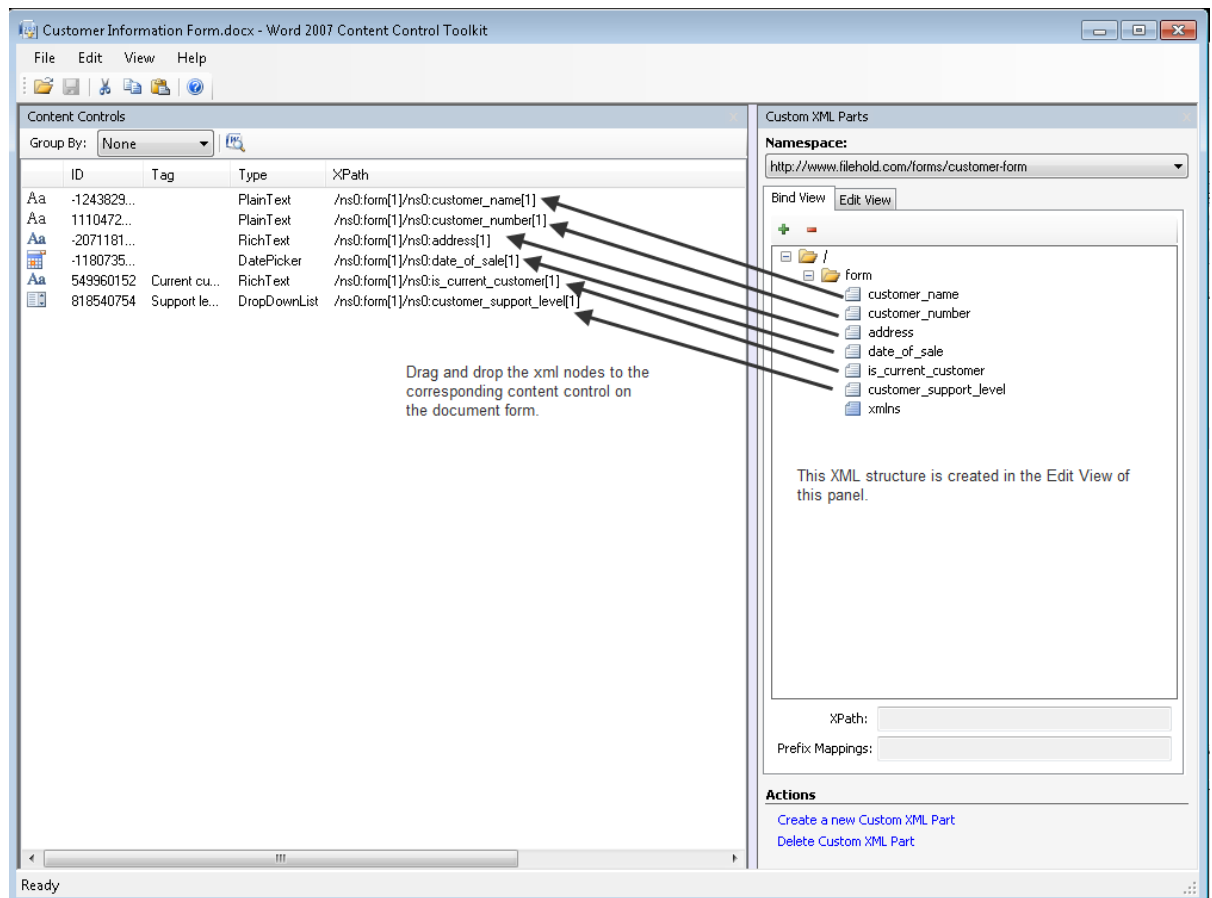 Customer Information Form.docx - Word 2007 Content Control Toolkit
File Edit View Help
Content Controls
Group By: None
ID Tag Type XPath
Aa -1243829... PlainText /ns0:form[1]/ns0:customer_name[1]
Aa 1110472... PlainText /ns0:form[1]/ns0:customer_number[1]
Aa -2071181... RichText /ns0:form[1]/ns0:address[1]
-1180735... DatePicker /ns0:form[1]/ns0:date_of_sale[1]
Aa 549960152 Current cu... RichText /ns0:form[1]/ns0:is_current_customer[1]
818540754 Support le... DropDownList /ns0:form[1]/ns0:customer_support_level[1]
Drag and drop the xml nodes to the
corresponding content control on
the document form.
Custom XML Parts
Namespace:
http://www.filehold.com/forms/customer-form
Bind View Edit View
/
form
customer_name
customer_number
address
date_of_sale
is_current_customer
customer_support_level
xmlns
This XML structure is created in the Edit View of
this panel.
XPath:
Prefix Mappings:
Actions
Create a new Custom XML Part
Delete Custom XML Part
Ready